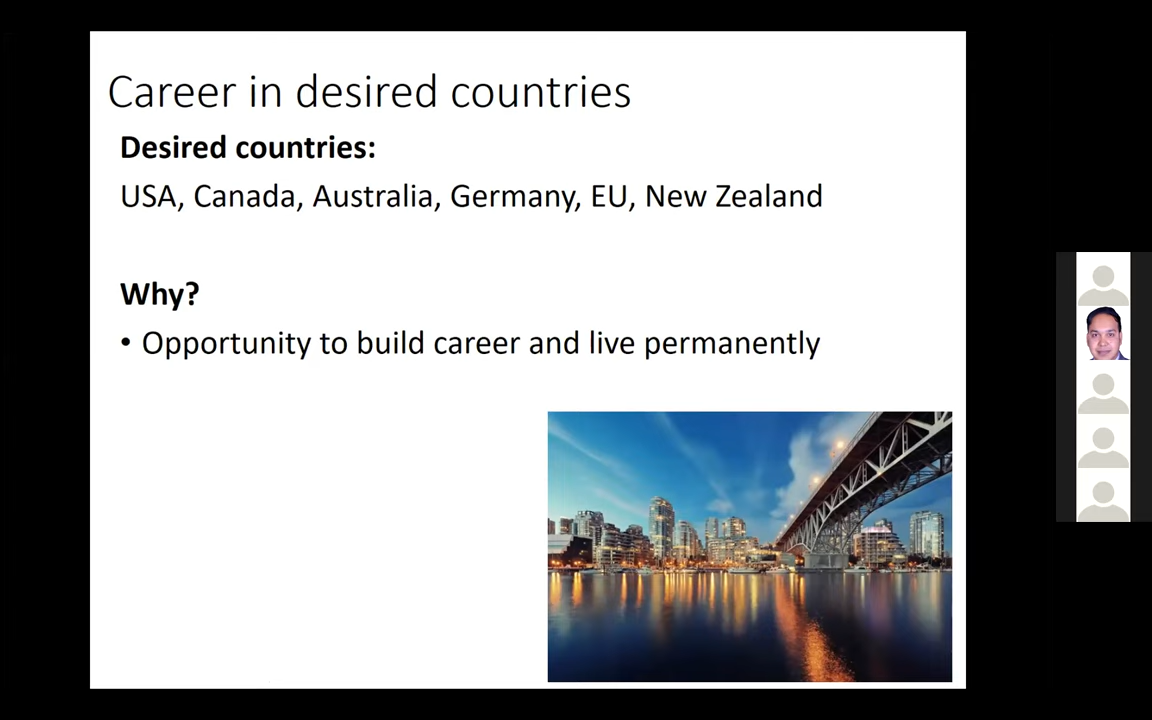 Career in desired countries
Desired countries:
USA, Canada, Australia, Germany, EU, New Zealand
Why?
• Opportunity to build career and live permanently